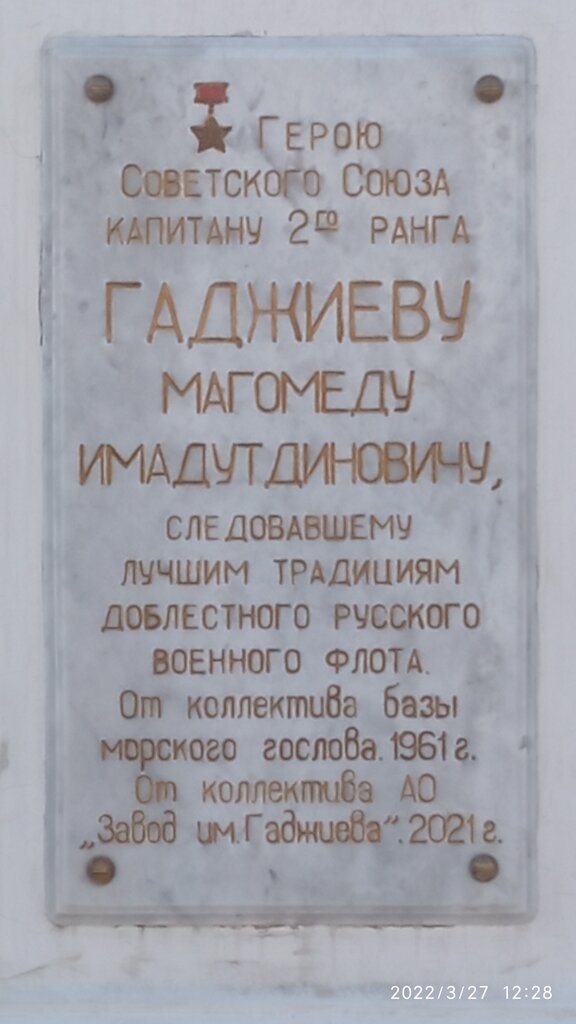 ГЕРОЮ
СОВЕТСКОГО СОЮЗА
КАПИТАНУ 2ГО РАНГА
ГАДЖИЕВУ
МАГОМЕДУ
ИМАДУТДИНОВИЧУ,
СЛЕДОВАВШЕМУ
ЛУЧШИМ ТРАДИЦИЯМ
ДОБЛЕСТНОГО РУССКОГО
ВОЕННОГО ФЛОТА.
От коллектива базы
морского гослова. 1961 г.
От коллектива АО
„Завод им. Гаджиева“. 2021 г.
2022/3/27 12:28